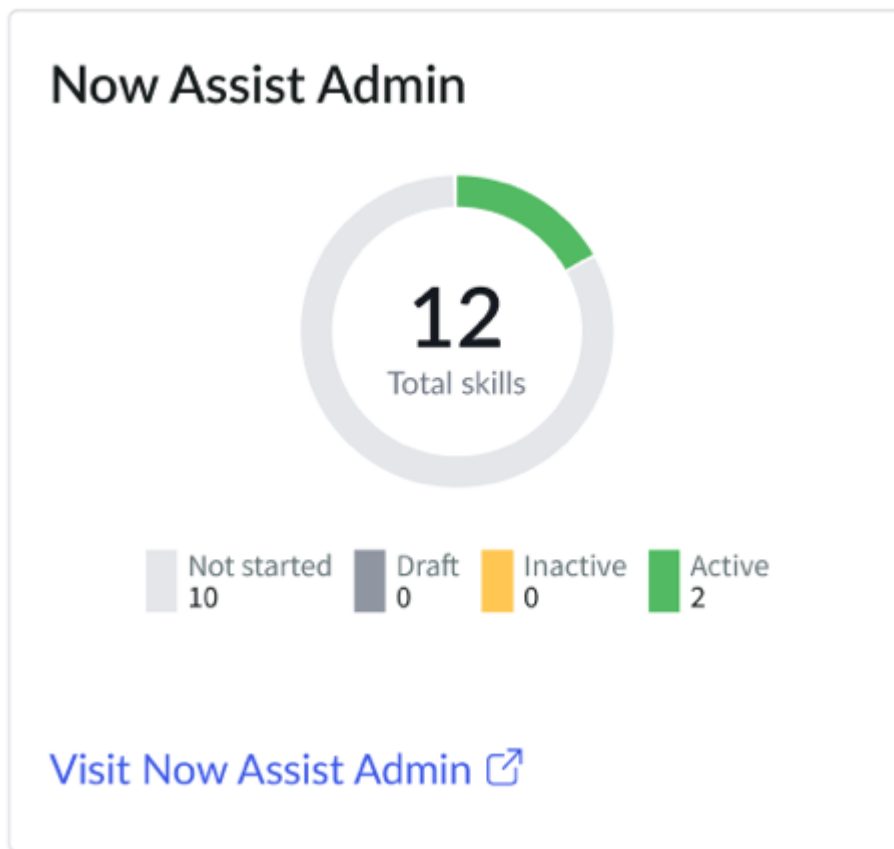 Now Assist Admin
12
Total skills
Not started Draft Inactive Active
10 0 0 2
Visit Now Assist Admin